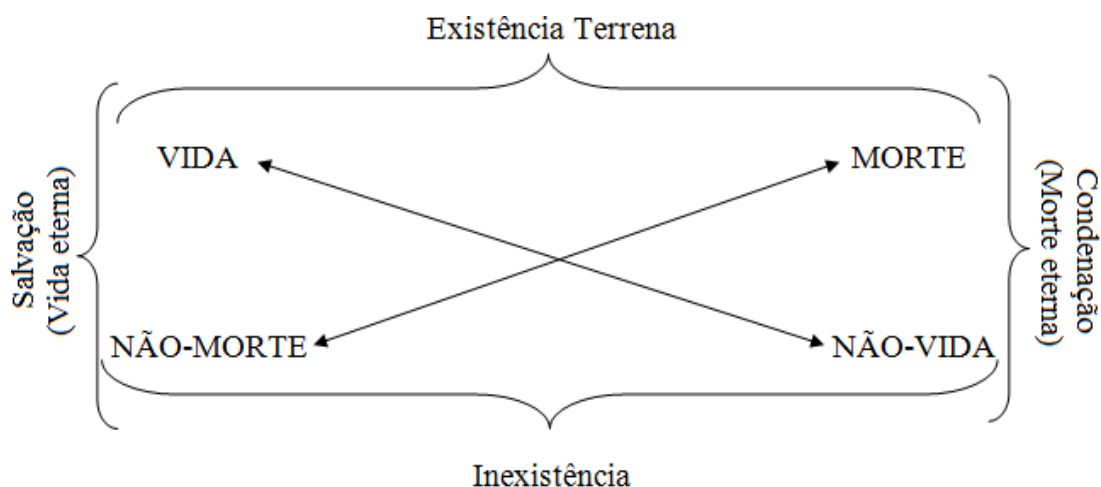 Existência Terrena
VIDA
MORTE
Salvação
(Vida eterna)
Condenação
(Morte eterna)
NÃO-MORTE
NÃO-VIDA
Inexistência